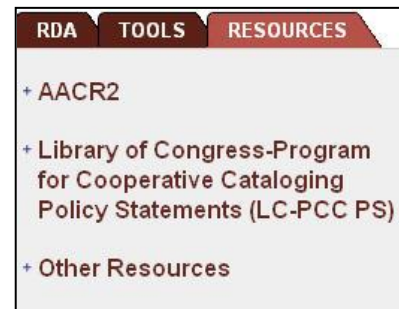 RDA TOOLS RESOURCES
+ AACR2
+ Library of Congress-Program
for Cooperative Cataloging
Policy Statements (LC-PCC PS)
+ Other Resources